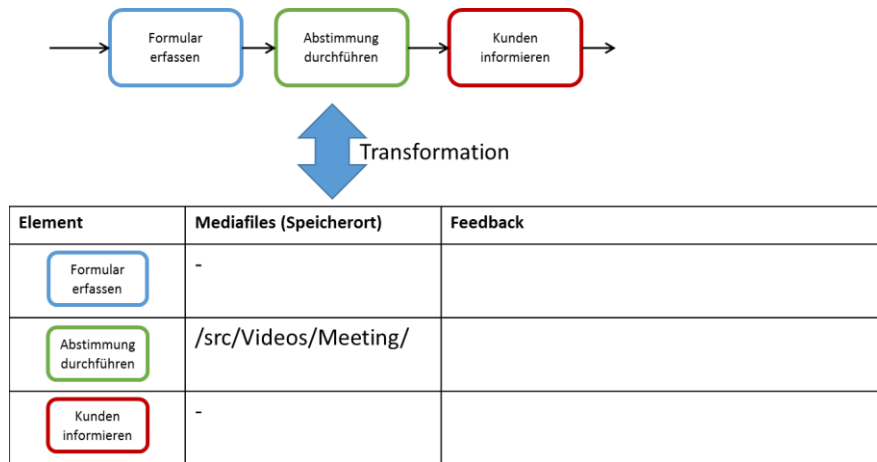 Formular
erfassen
Abstimmung
durchführen
Kunden
informieren
Transformation
Element
Mediafiles (Speicherort)
Feedback
Formular
erfassen
-
Abstimmung
durchführen
/src/Videos/Meeting/
Kunden
informieren
-